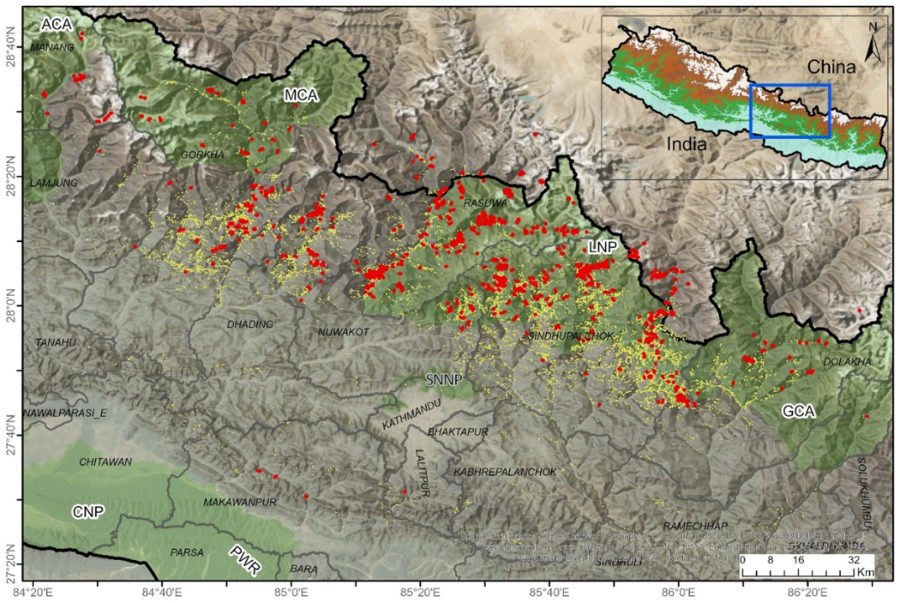 ACA
MANANG
MCA
N
China
India
GORKHA
LAMJUNG
RASUWA
LNP
DHADING
NUWAKOT
SINDHUPALCHOK
TANAHU
SNNP
DOLAKHA
GCA
NAWALPARASI_E
KATHMANDU
BHAKTAPUR
LALITPUR
CHITAWAN
KABHREPALANCHOK
SOLUKHUMBU
CNP
MAKAWANPUR
RAMECHHAP
PARSA
PWR
BARA
SINDHULI
0 8 16 32
Km
28°40'N
28°20'N
28°0'N
27°40'N
27°20'N
84°20'E 84°40'E 85°0'E 85°20'E 85°40'E 86°0'E 86°20'E